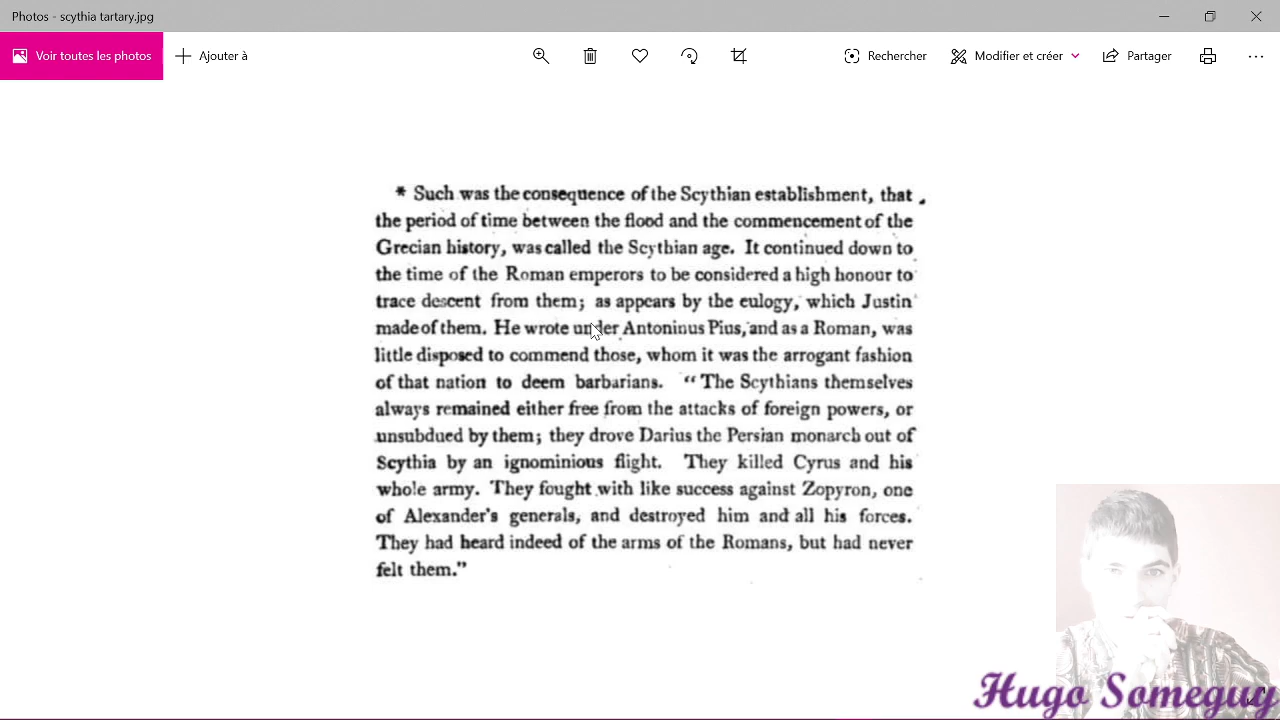 Photos - scythia tartary.jpg
Voir toutes les photos
Ajouter à
Rechercher
Modifier et créer
Partager
* Such was the consequence of the Scythian establishment, that
the period of time between the flood and the commencement of the
Grecian history, was called the Scythian age. It continued down to
the time of the Roman emperors to be considered a high honour to
trace descent from them; as appears by the eulogy, which Justin
made of them. He wrote under Antoninus Pius, and as a Roman, was
little disposed to commend those, whom it was the arrogant fashion
of that nation to deem barbarians. “The Scythians themselves
always remained either free from the attacks of foreign powers, or
unsubdued by them; they drove Darius the Persian monarch out of
Scythia by an ignominious flight. They killed Cyrus and his
whole army. They fought with like success against Zopyron, one
of Alexander's generals, and destroyed him and all his forces.
They had heard indeed of the arms of the Romans, but had never
felt them.”
Hugo Someguy